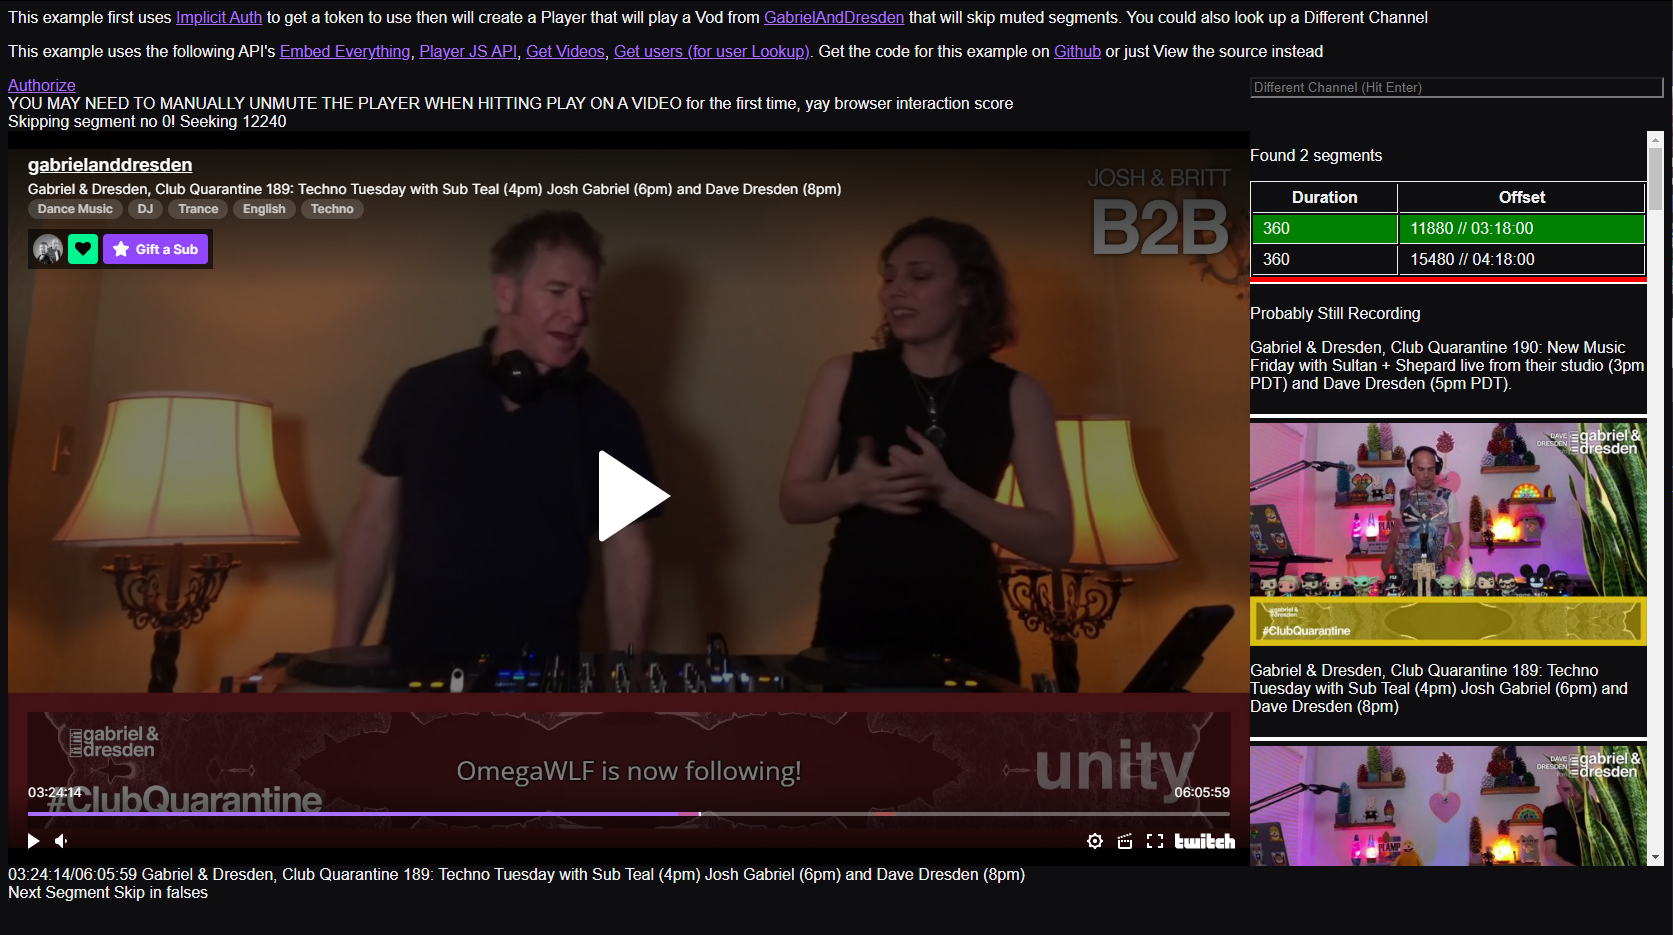 This example first uses Implicit Auth to get a token to use then will create a Player that will play a Vod from GabrielAndDresden that will skip muted segments. You could also look up a Different Channel
This example uses the following API's Embed Everything, Player JS API, Get Videos, Get users (for user Lookup). Get the code for this example on Github or just View the source instead
Authorize
Different Channel (Hit Enter)
YOU MAY NEED TO MANUALLY UNMUTE THE PLAYER WHEN HITTING PLAY ON A VIDEO for the first time, yay browser interaction score
Skipping segment no 0! Seeking 12240
gabrielanddresden
Gabriel & Dresden, Club Quarantine 189: Techno Tuesday with Sub Teal (4pm) Josh Gabriel (6pm) and Dave Dresden (8pm)
Dance Music DJ Trance English Techno
Gift a Sub
JOSH & BRITT
B2B
gabriel &
dresden
#ClubQuarantine
OmegaWLF is now following!
unity
03:24:14
06:05:59
twitch
03:24:14/06:05:59 Gabriel & Dresden, Club Quarantine 189: Techno Tuesday with Sub Teal (4pm) Josh Gabriel (6pm) and Dave Dresden (8pm)
Next Segment Skip in falses
Found 2 segments
Duration Offset
360 11880 // 03:18:00
360 15480 // 04:18:00
Probably Still Recording
Gabriel & Dresden, Club Quarantine 190: New Music
Friday with Sultan + Shepard live from their studio (3pm
PDT) and Dave Dresden (5pm PDT).
DAVE
DRESDEN
gabriel &
dresden
gabriel &
dresden
#ClubQuarantine
Gabriel & Dresden, Club Quarantine 189: Techno
Tuesday with Sub Teal (4pm) Josh Gabriel (6pm) and
Dave Dresden (8pm)
DAVE
DRESDEN
gabriel &
dresden